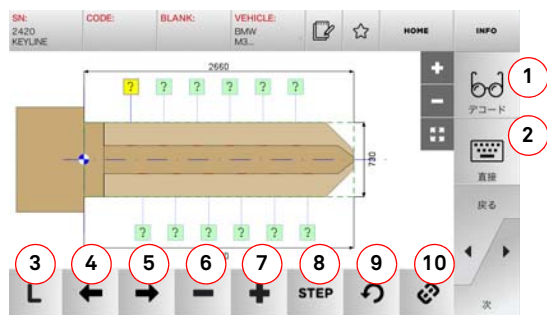 SN:
2420
KEYLINE
CODE:
BLANK:
VEHICLE:
BMW
M3...
HOME
INFO
2660
? ? ? ? ? ?
730
? ? ? ? ? ?
デコード
直接
戻る
次
L
STEP
1
2
3
4
5
6
7
8
9
10